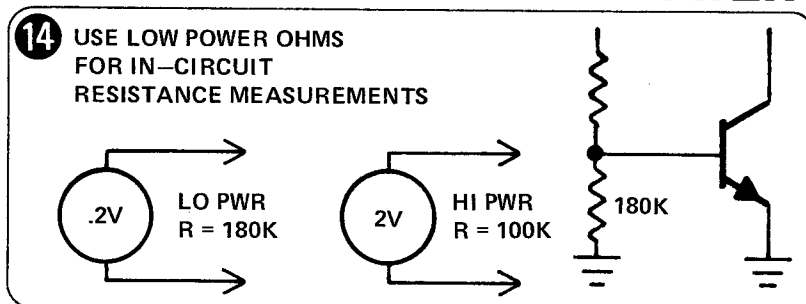 14 USE LOW POWER OHMS
FOR IN–CIRCUIT
RESISTANCE MEASUREMENTS
.2V
LO PWR
R = 180K
2V
HI PWR
R = 100K
180K